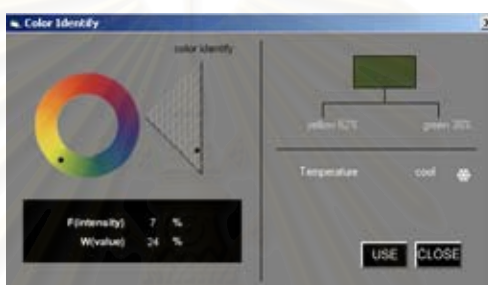 Color Identify
color identify
F(intensity) 7 %
W(value) 24 %
yellow 62% green 38%
Temperature cool
USE CLOSE